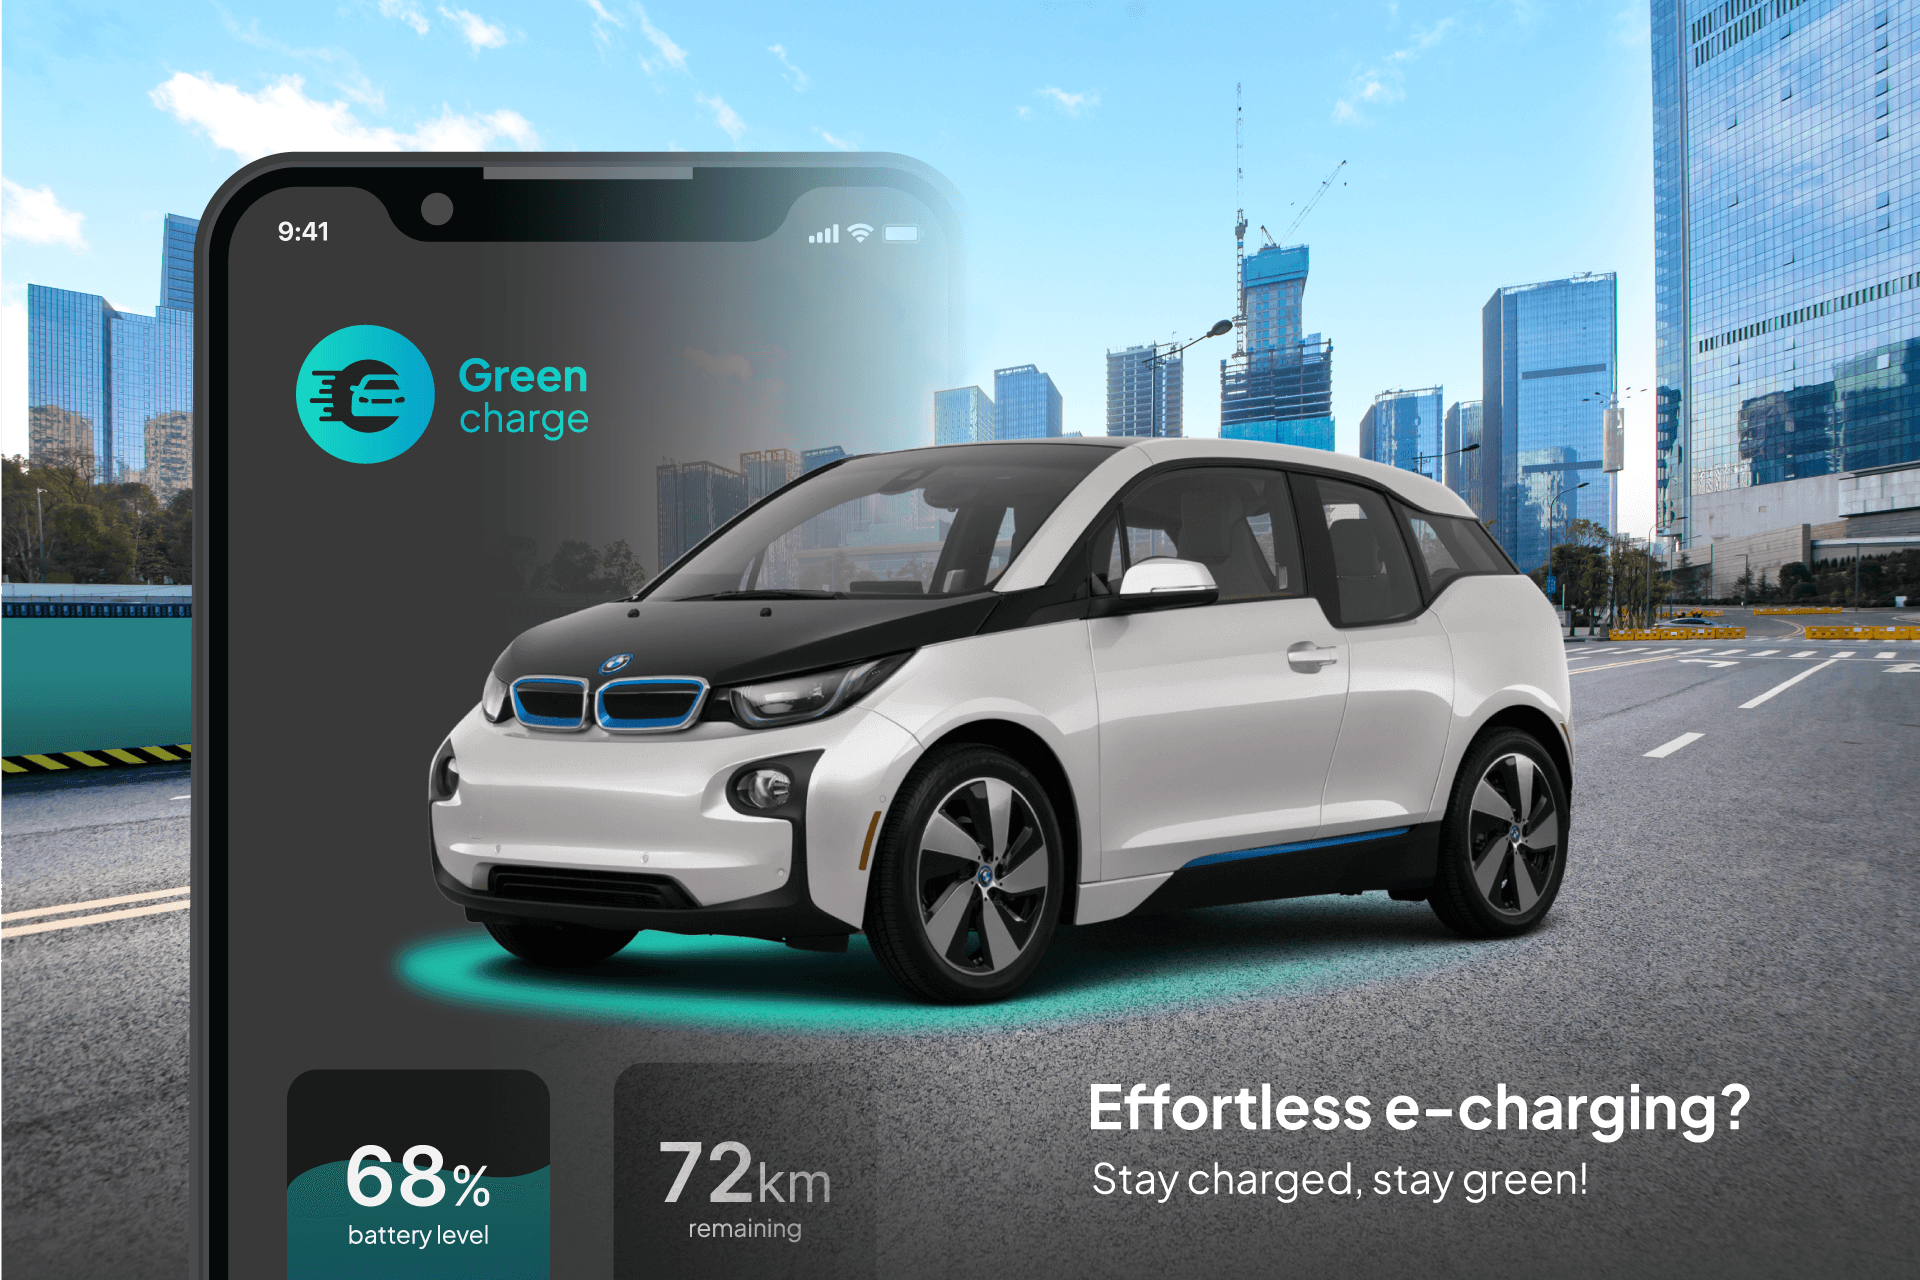 9:41
Green
charge
68%
battery level
72km
remaining
Effortless e-charging?
Stay charged, stay green!